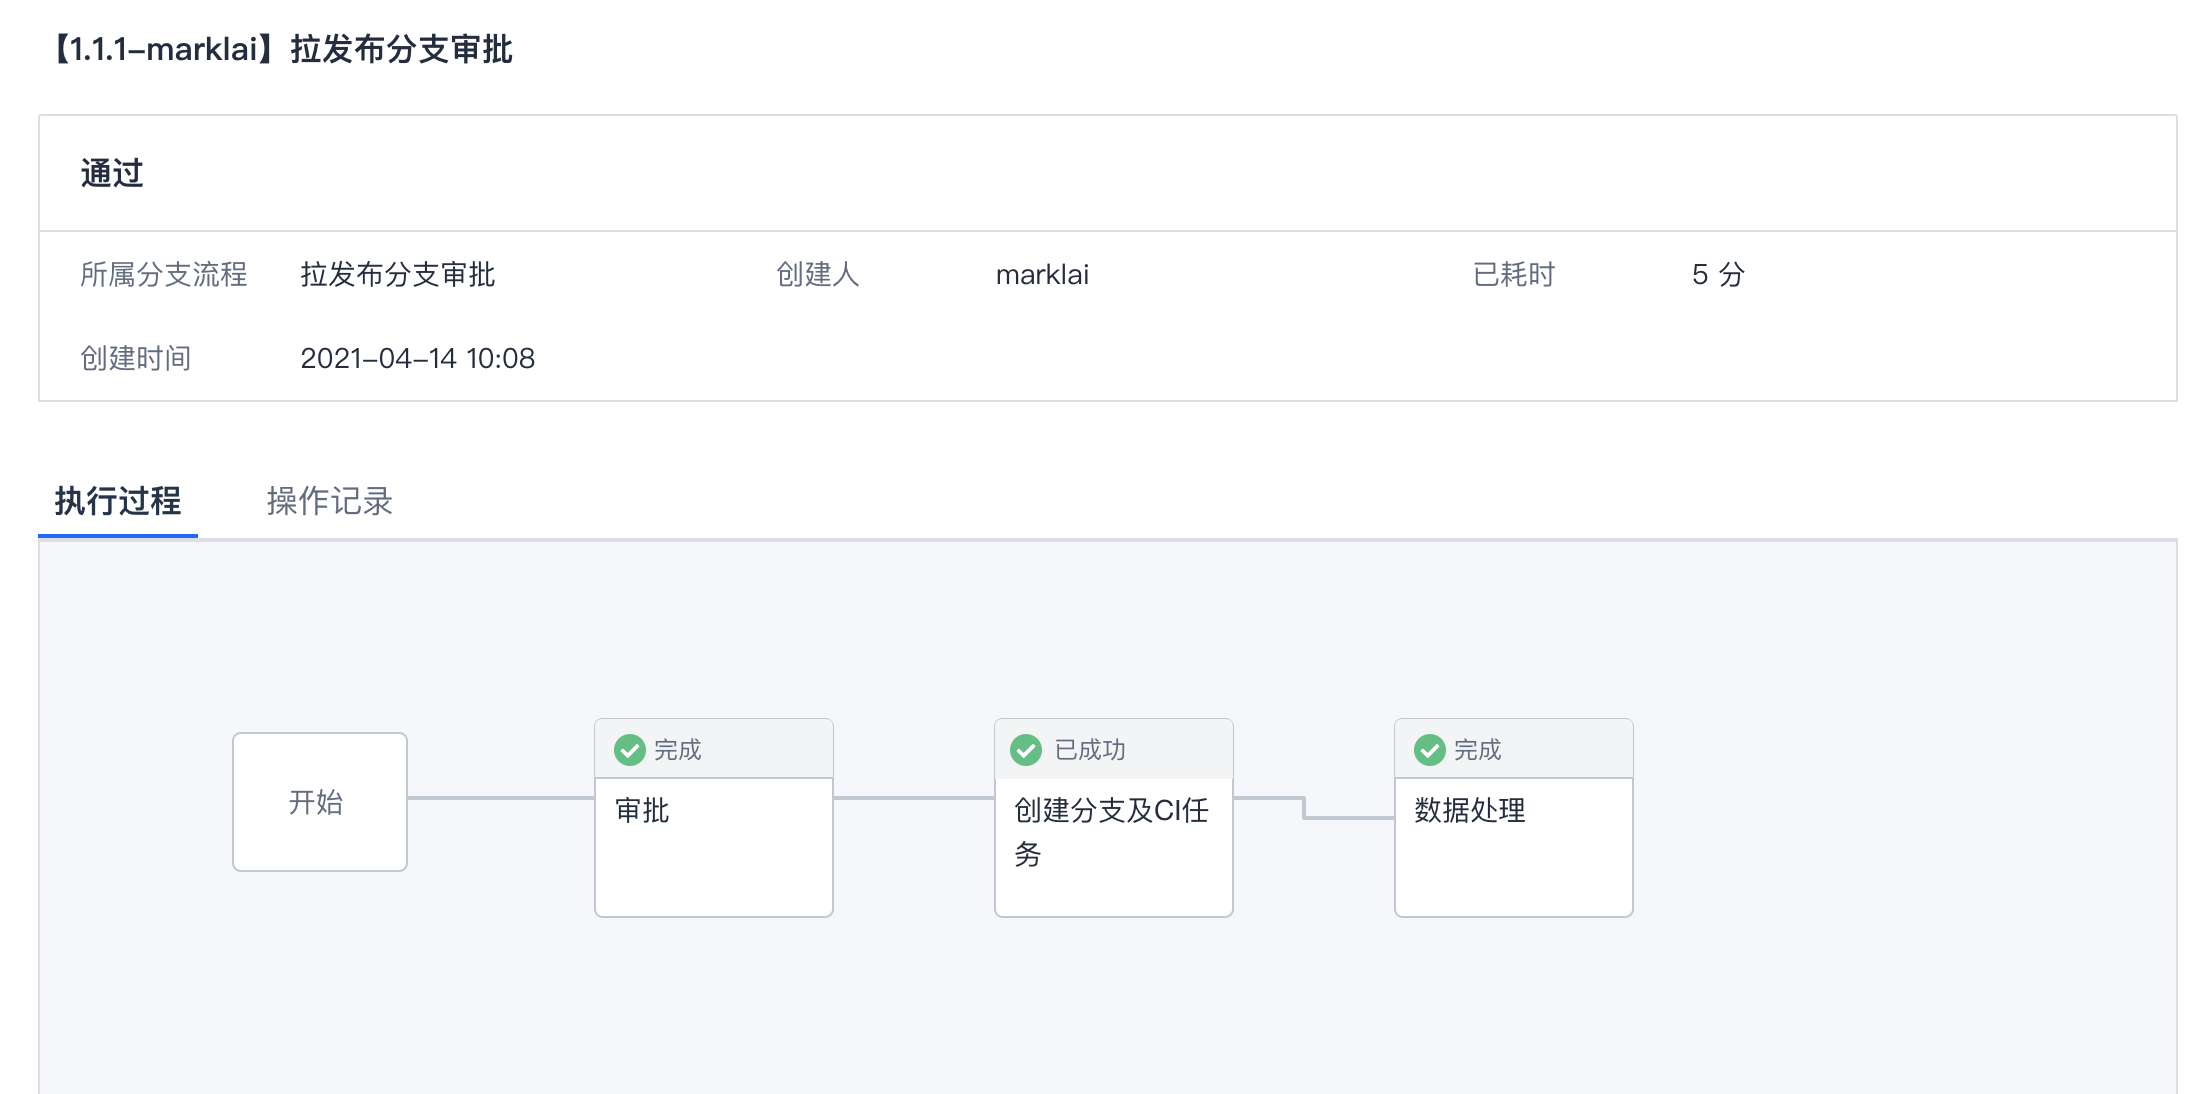 【1.1.1-marklai】拉发布分支审批
通过
所属分支流程 拉发布分支审批 创建人 marklai 已耗时 5 分
创建时间 2021-04-14 10:08
执行过程 操作记录
开始
完成
审批
已成功
创建分支及CI任
务
完成
数据处理